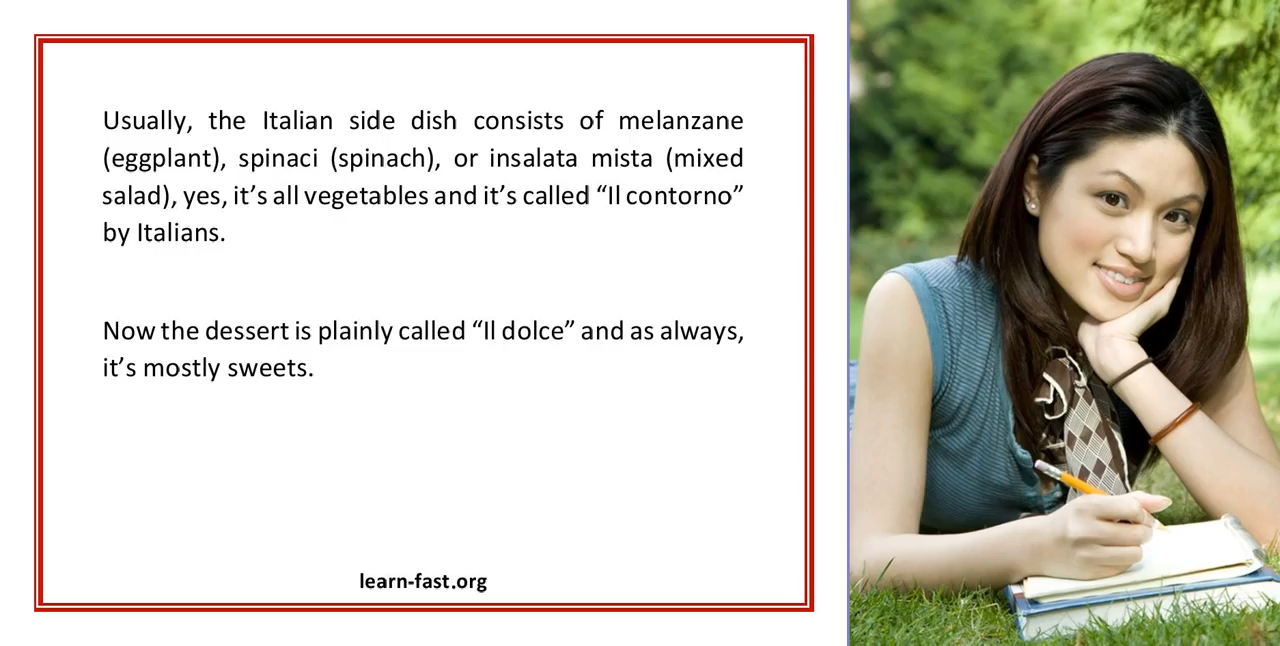 Usually, the Italian side dish consists of melanzane
(eggplant), spinaci (spinach), or insalata mista (mixed
salad), yes, it’s all vegetables and it’s called “Il contorno”
by Italians.
Now the dessert is plainly called “Il dolce” and as always,
it’s mostly sweets.
learn-fast.org